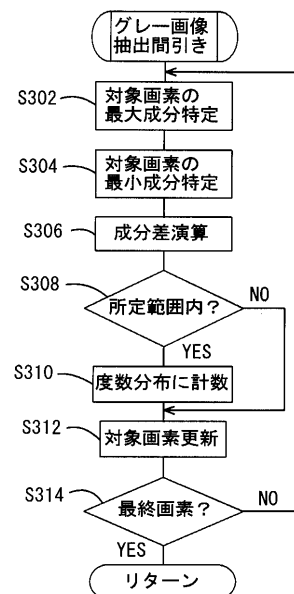 グレー画像
抽出間引き
S302
対象画素の
最大成分特定
S304
対象画素の
最小成分特定
S306
成分差演算
S308
所定範囲内?
NO
YES
S310
度数分布に計数
S312
対象画素更新
S314
最終画素?
NO
YES
リターン